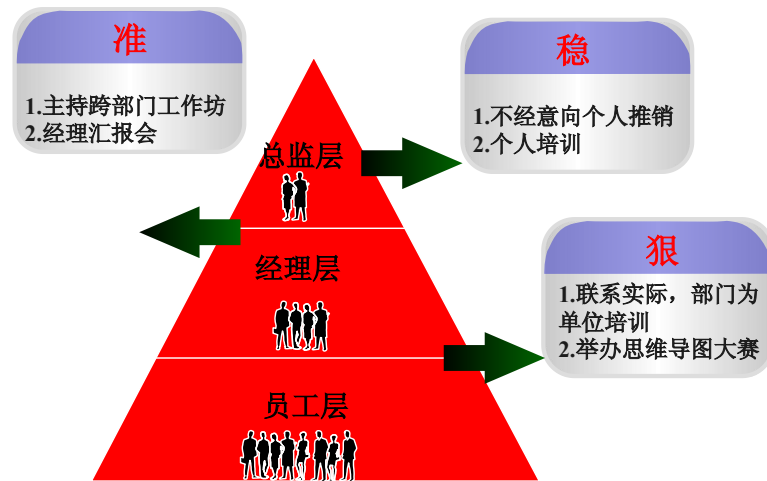 准
1.主持跨部门工作坊
2.经理汇报会
稳
1.不经意向个人推销
2.个人培训
总监层
狠
1.联系实际，部门为
单位培训
2.举办思维导图大赛
经理层
员工层